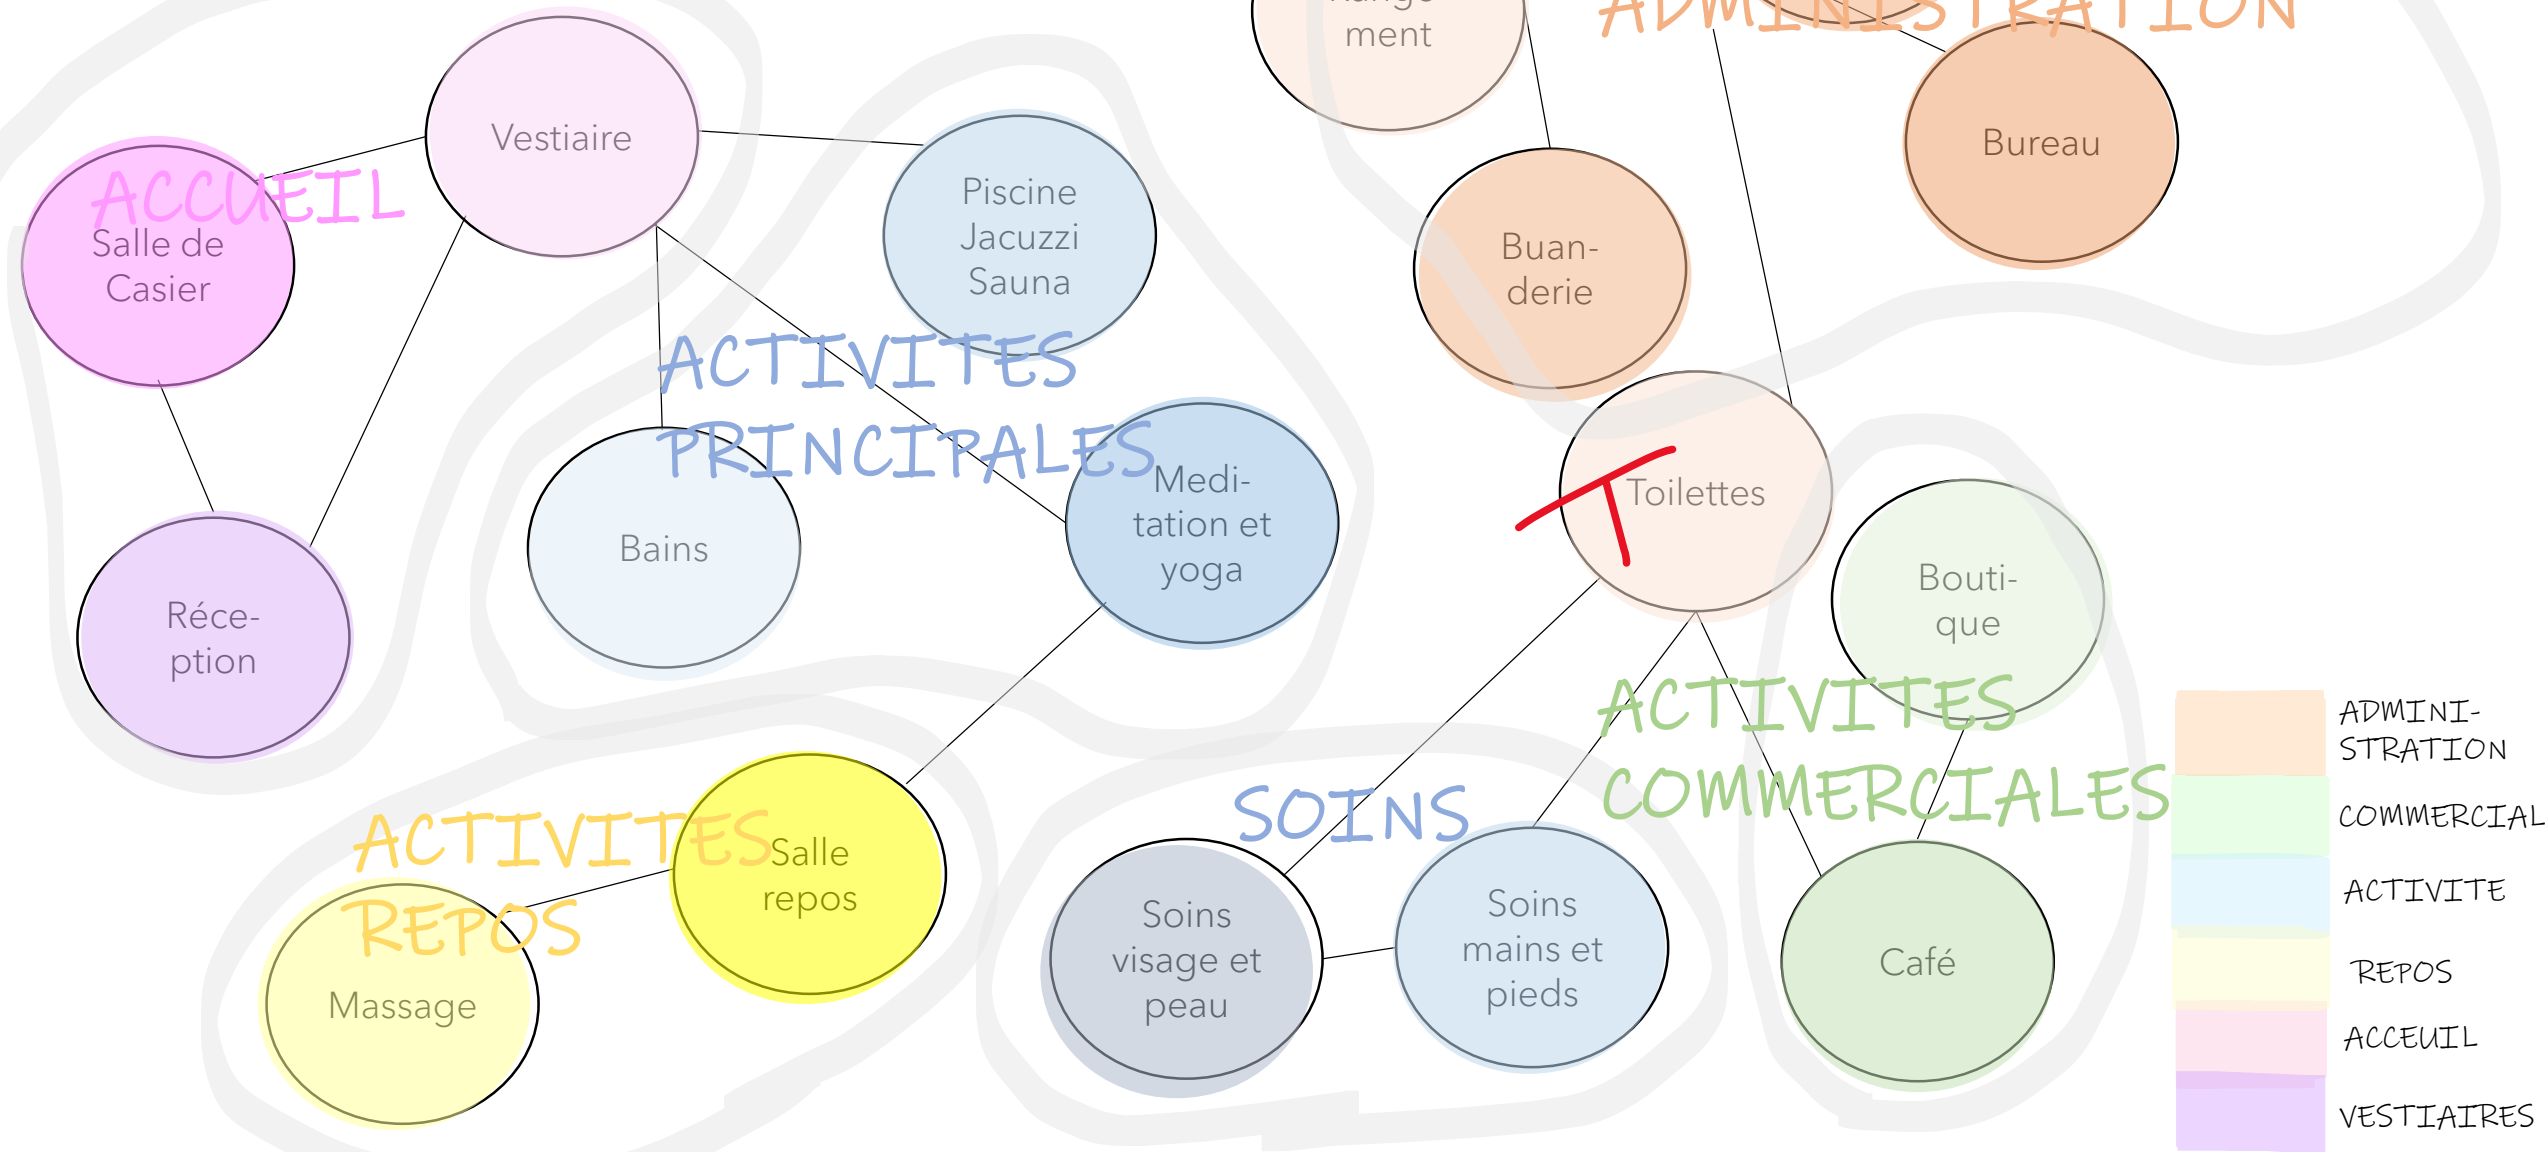 ment
ADMINISTRATION
Bureau
Vestiaire
ACCUEIL
Salle de
Casier
Piscine
Jacuzzi
Sauna
Buan-
derie
ACTIVITES
PRINCIPALES
Bains
Medi-
tation et
yoga
T
Toilettes
Bouti-
que
Réce-
ption
ACTIVITES
COMMERCIALES
SOINS
ACTIVITES
REPOS
Salle
repos
Massage
Soins
visage et
peau
Soins
mains et
pieds
Café
ADMINI-
STRATION
COMMERCIAL
ACTIVITE
REPOS
ACCEUIL
VESTIAIRES